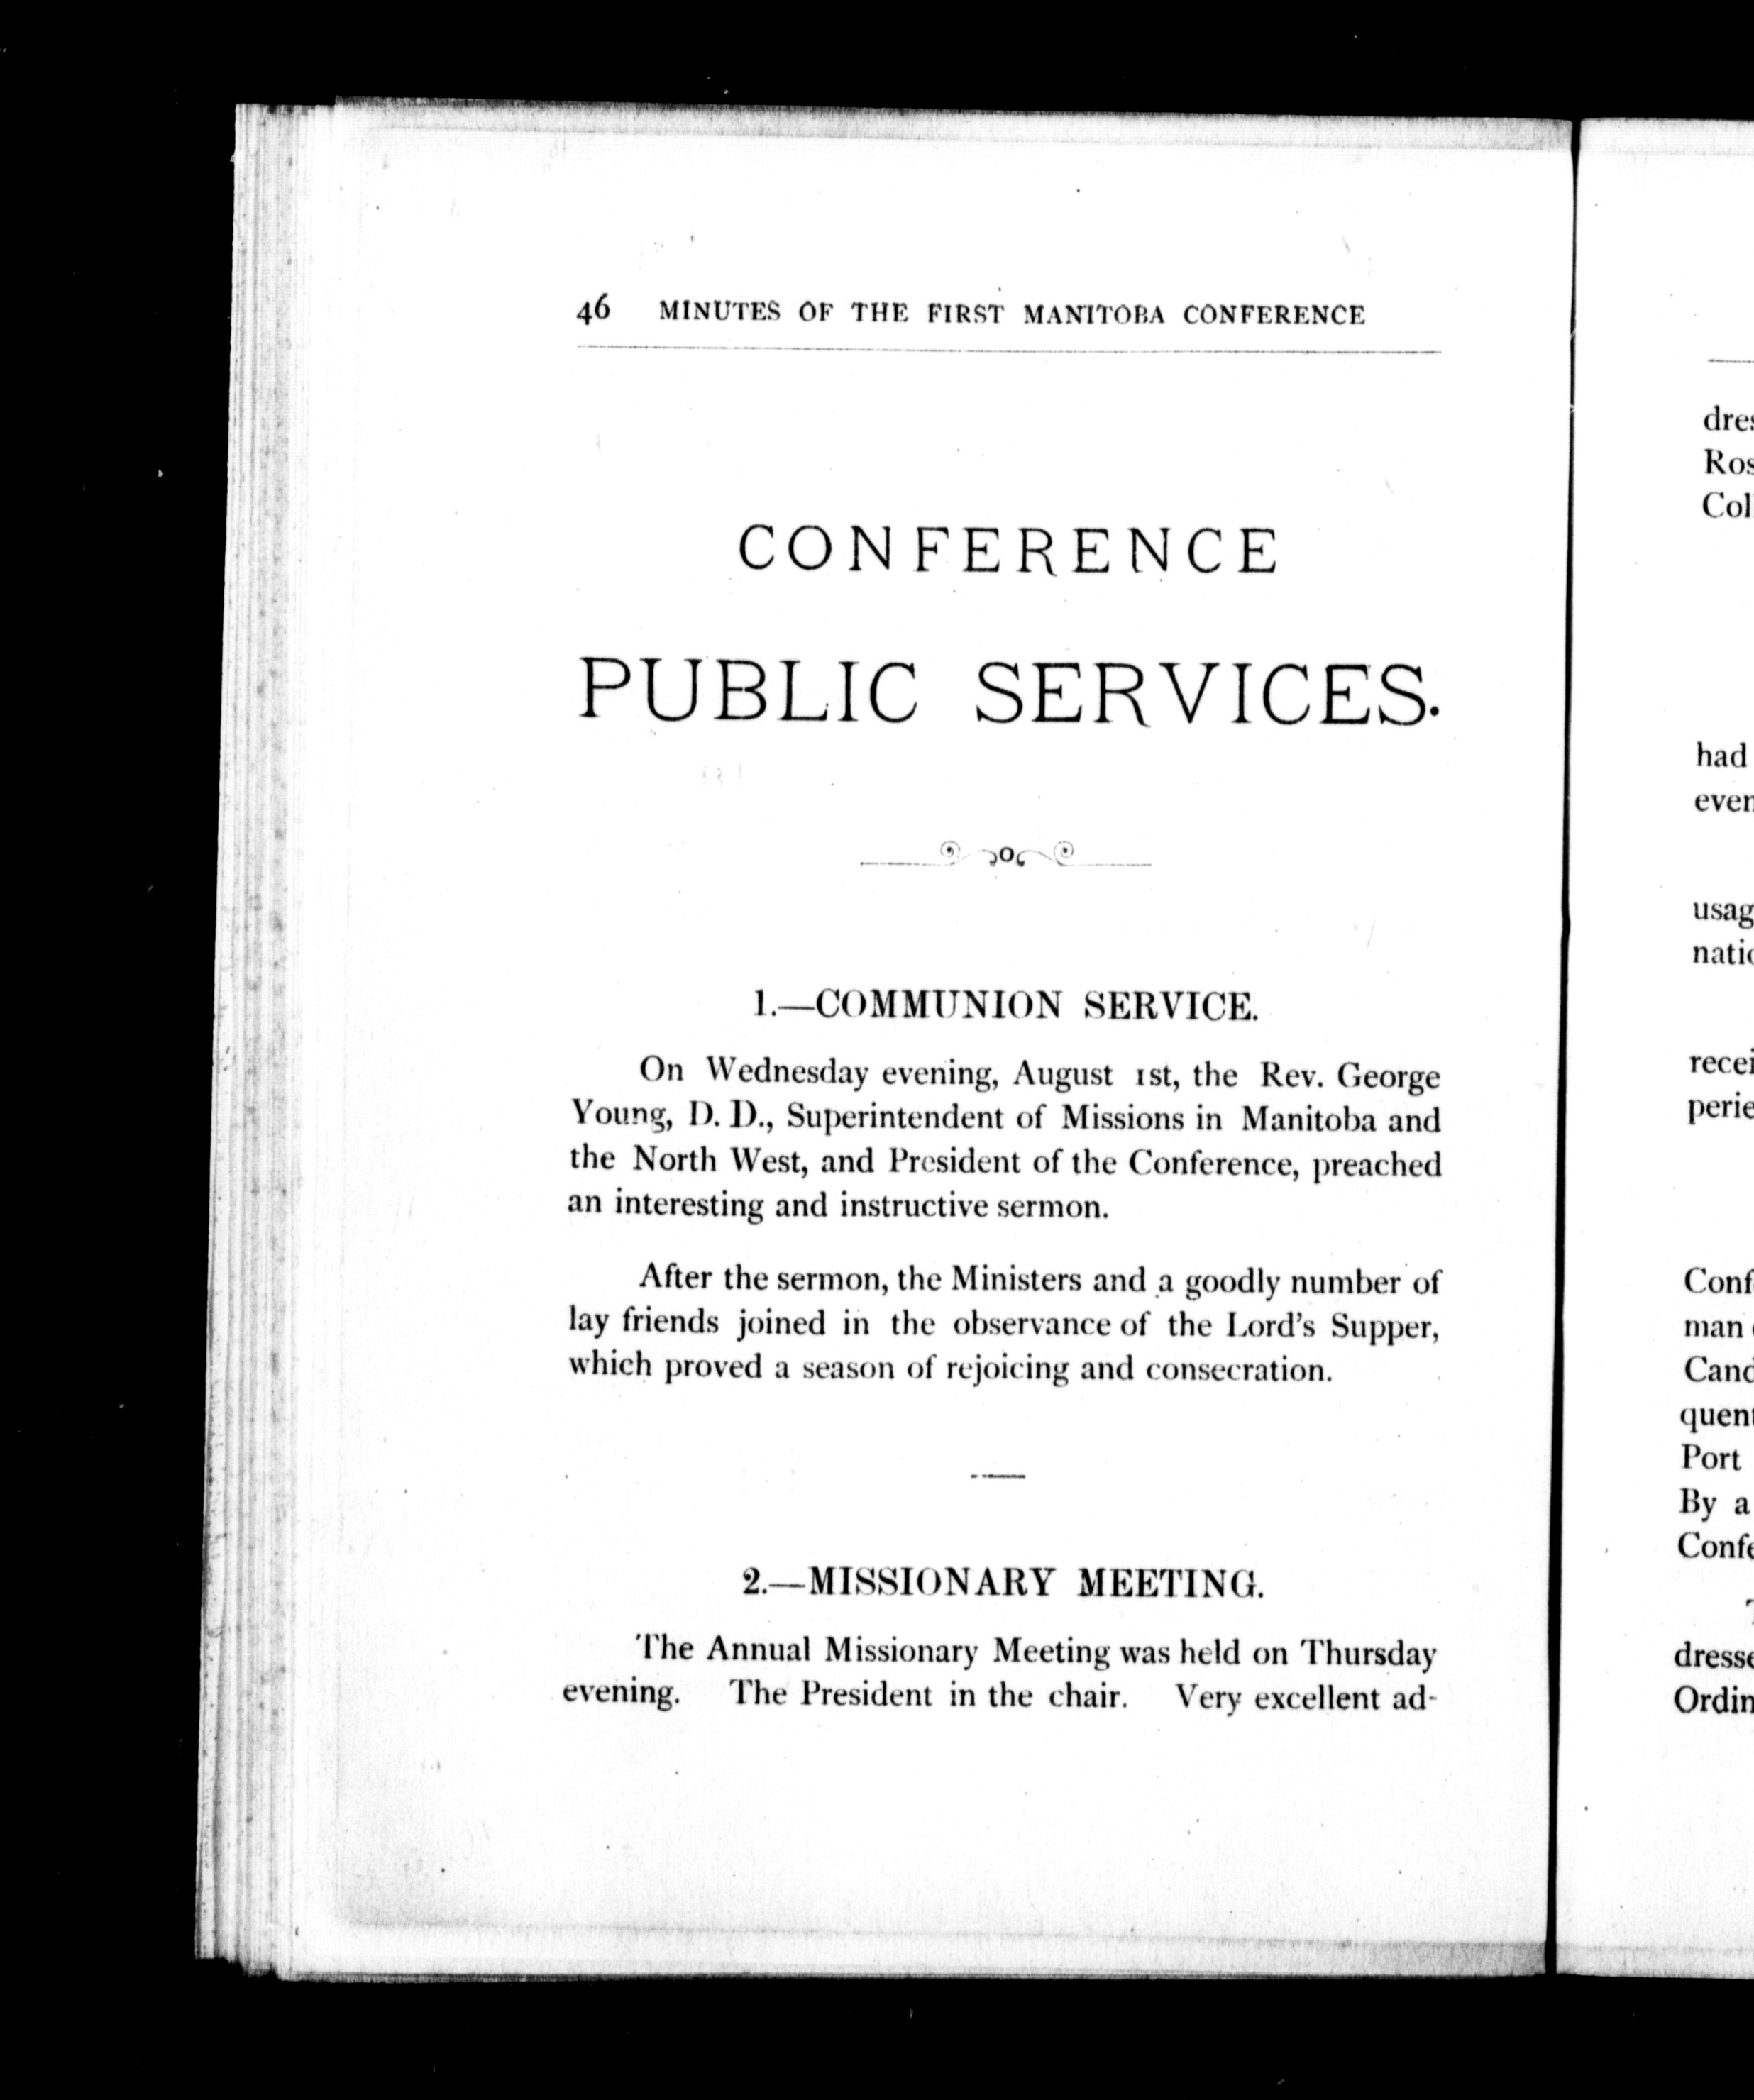 46 MINUTES OF THE FIRST MANITOBA CONFERENCE
CONFERENCE
PUBLIC SERVICES.
1.—COMMUNION SERVICE.
On Wednesday evening, August 1st, the Rev. George
Young, D. D., Superintendent of Missions in Manitoba and
the North West, and President of the Conference, preached
an interesting and instructive sermon.
After the sermon, the Ministers and a goodly number of
lay friends joined in the observance of the Lord's Supper,
which proved a season of rejoicing and consecration.
2.—MISSIONARY MEETING.
The Annual Missionary Meeting was held on Thursday
evening. The President in the chair. Very excellent ad-
had
man
Port
By a